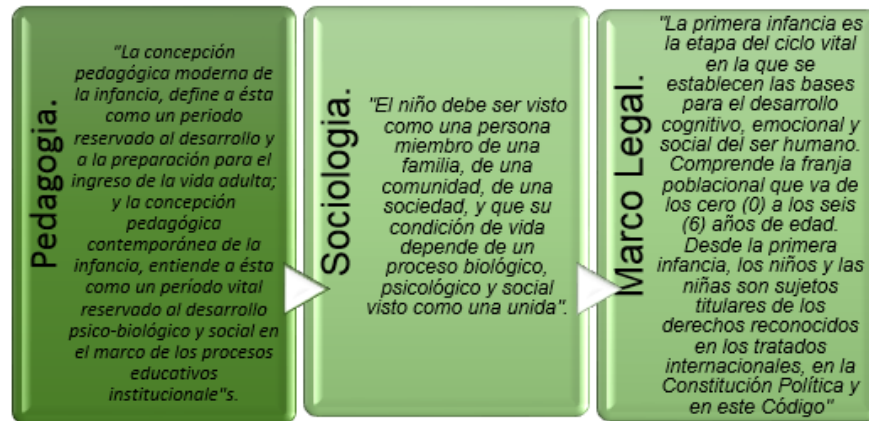 Pedagogia.
"La concepción
pedagógica moderna de
la infancia, define a ésta
como un periodo
reservado al desarrollo y
a la preparación para el
ingreso de la vida adulta;
y la concepción
pedagógica
contemporánea de la
infancia, entiende a ésta
como un período vital
reservado al desarrollo
psico-biológico y social en
el marco de los procesos
educativos
institucionale"s.
Sociologia.
"El niño debe ser visto
como una persona
miembro de una
familia, de una
comunidad, de una
sociedad, y que su
condición de vida
depende de un
proceso biológico,
psicológico y social
visto como una unida".
Marco Legal.
"La primera infancia es
la etapa del ciclo vital
en la que se
establecen las bases
para el desarrollo
cognitivo, emocional y
social del ser humano.
Comprende la franja
poblacional que va de
los cero (0) a los seis
(6) años de edad.
Desde la primera
infancia, los niños y las
niñas son sujetos
titulares de los
derechos reconocidos
en los tratados
internacionales, en la
Constitución Política y
en este Código"